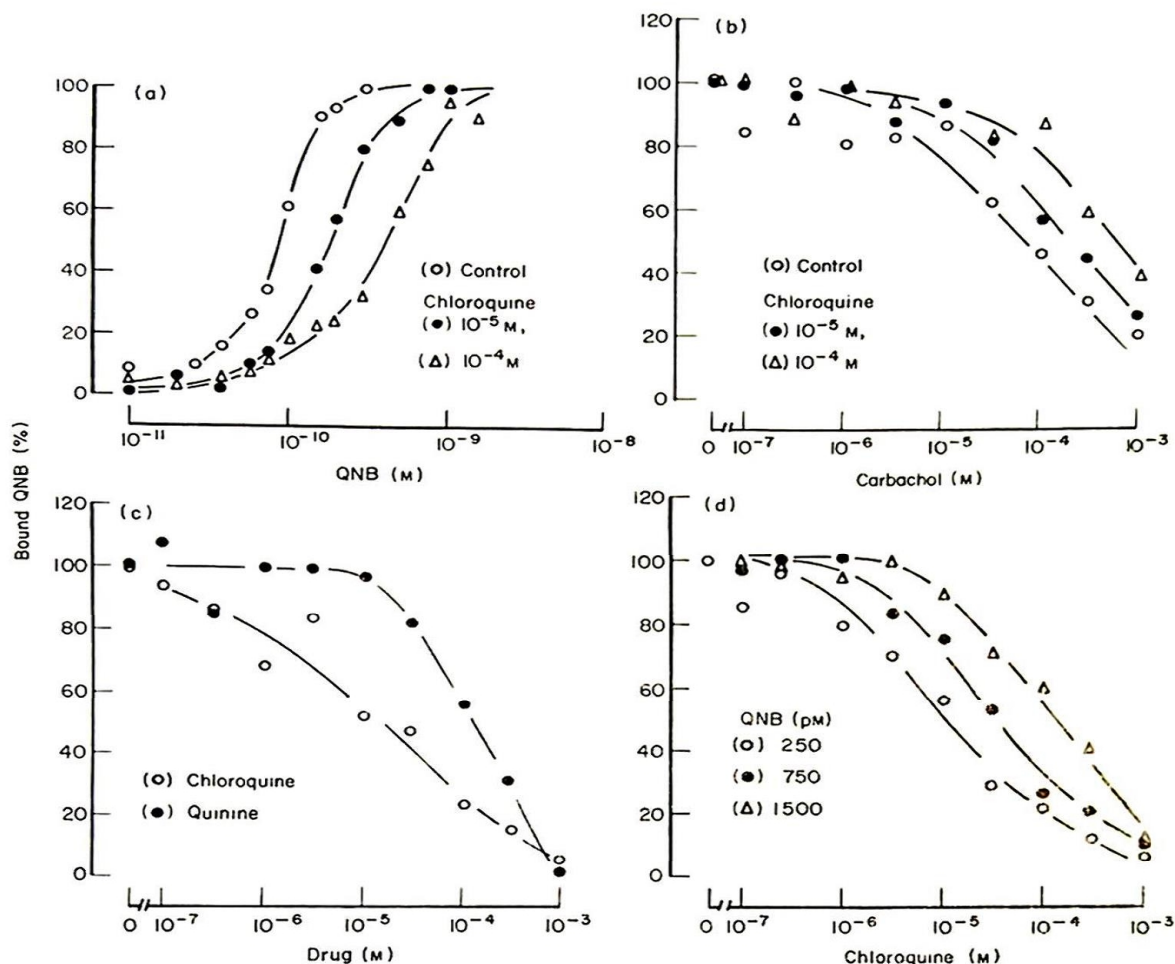 Bound QNB (%)
(a)
100
80
60
40
20
0
(o) Control
Chloroquine
(●) 10⁻⁵ M,
(△) 10⁻⁴ M
10⁻¹¹ 10⁻¹⁰ 10⁻⁹ 10⁻⁸
QNB (M)
(b)
120
100
80
60
40
20
0
(o) Control
Chloroquine
(●) 10⁻⁵ M,
(△) 10⁻⁴ M
0 10⁻⁷ 10⁻⁶ 10⁻⁵ 10⁻⁴ 10⁻³
Carbachol (M)
(c)
120
100
80
60
40
20
0
(o) Chloroquine
(●) Quinine
0 10⁻⁷ 10⁻⁶ 10⁻⁵ 10⁻⁴ 10⁻³
Drug (M)
(d)
120
100
80
60
40
20
0
QNB (pM)
(o) 250
(●) 750
(△) 1500
0 10⁻⁷ 10⁻⁶ 10⁻⁵ 10⁻⁴ 10⁻³
Chloroquine (M)